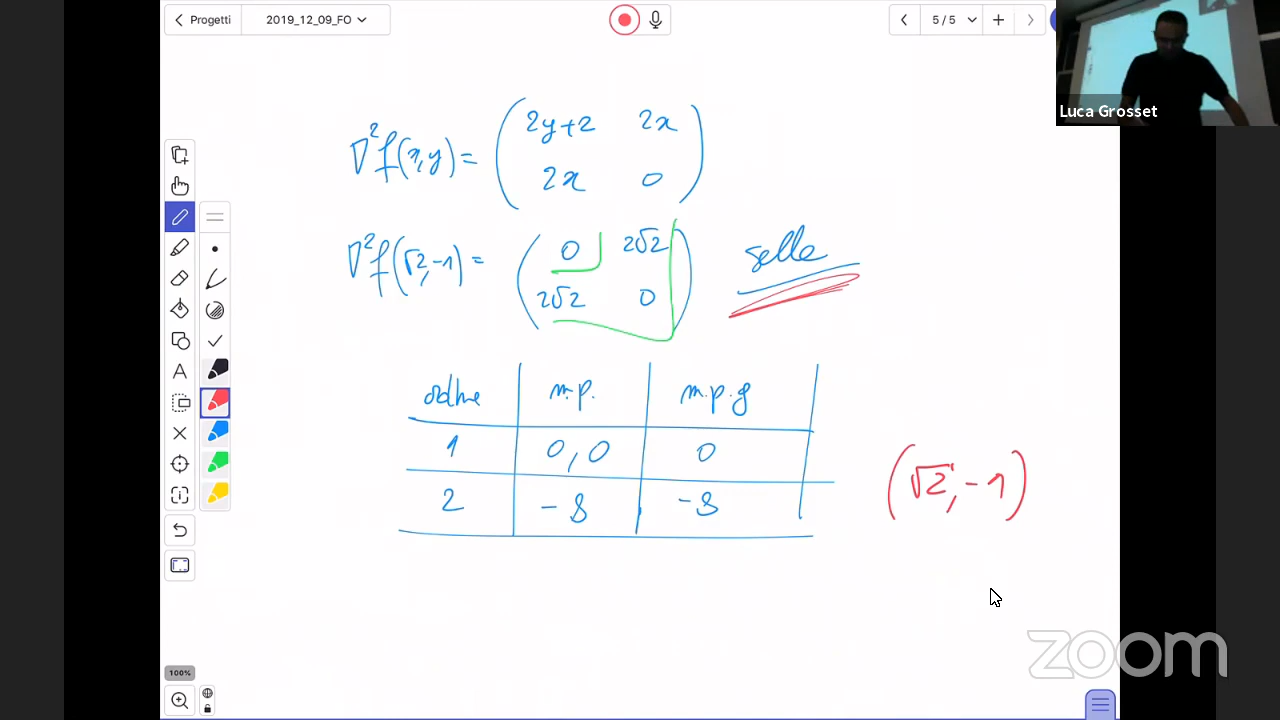 Progetti
2019_12_09_FO
5/5
Luca Grosset
∇²f(x,y)= (2y+2 2x
2x 0)
∇²f(√2,-1)= (0 2√2
2√2 0) selle
ordine m.p. m.p.g
1 0,0 0
2 -8 -8
(√2,-1)
A
100%
zoom